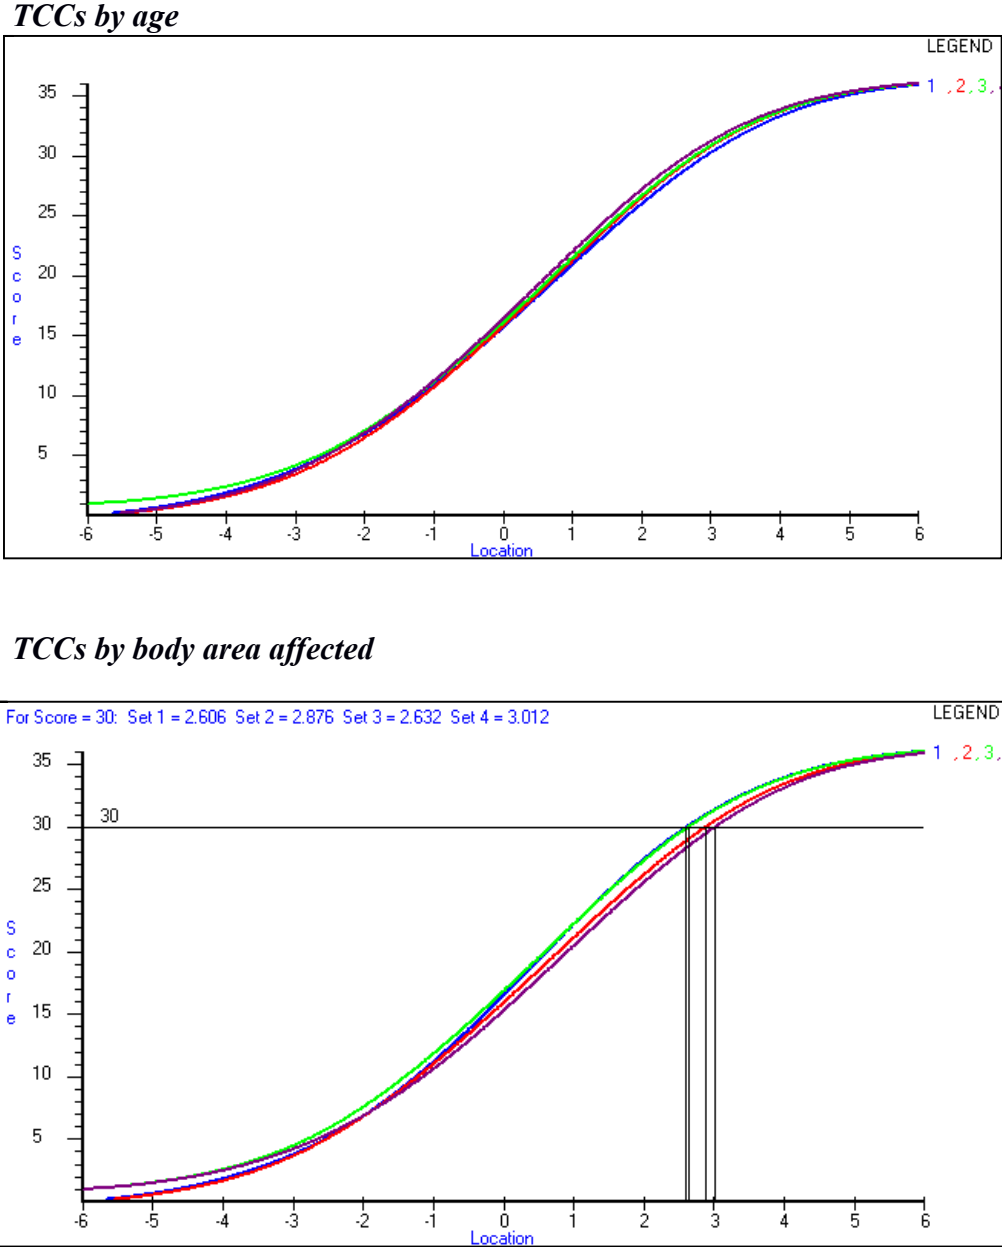 TCCs by age
LEGEND
1 ,2,3,
35
30
25
20
15
10
5
Score
-6 -5 -4 -3 -2 -1 0 1 2 3 4 5 6
Location
TCCs by body area affected
For Score = 30: Set 1 = 2.606 Set 2 = 2.876 Set 3 = 2.632 Set 4 = 3.012
LEGEND
1 ,2,3,
35
30
30
25
20
15
10
5
Score
-6 -5 -4 -3 -2 -1 0 1 2 3 4 5 6
Location